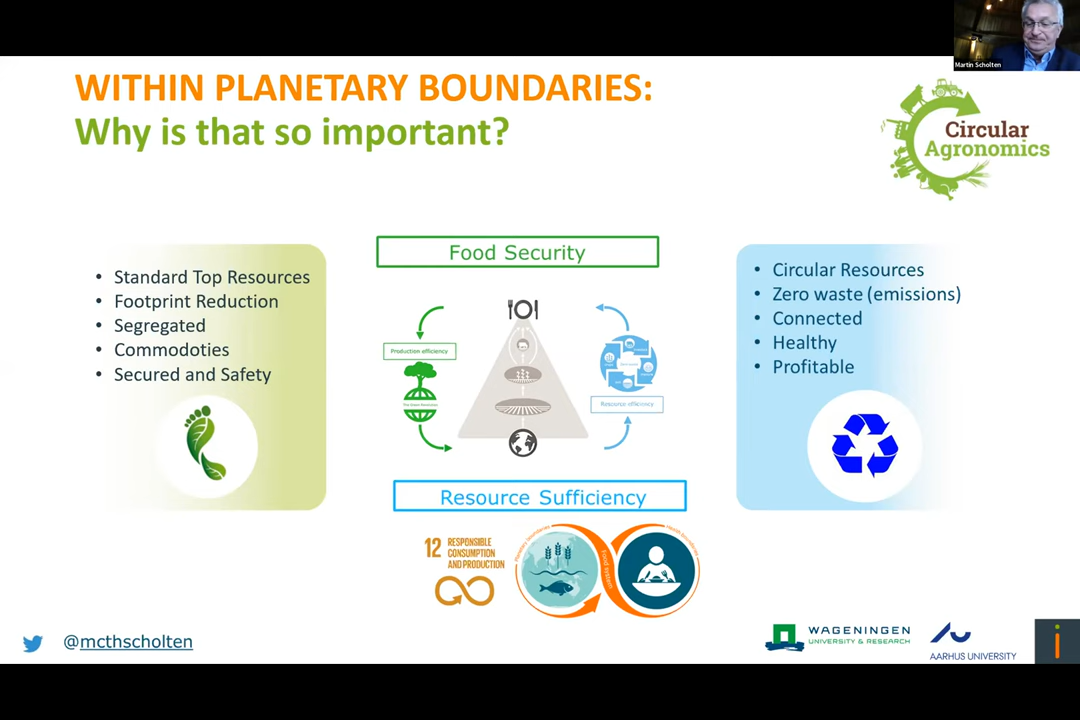 Martin Scholten
WITHIN PLANETARY BOUNDARIES:
Why is that so important?
Circular
Agronomics
• Standard Top Resources
• Footprint Reduction
• Segregated
• Commodoties
• Secured and Safety
Food Security
Production efficiency
Resource efficiency
Resource Sufficiency
12 RESPONSIBLE
CONSUMPTION
AND PRODUCTION
Food system
• Circular Resources
• Zero waste (emissions)
• Connected
• Healthy
• Profitable
@mcthscholten
WAGENINGEN
UNIVERSITY & RESEARCH
AARHUS UNIVERSITY
i